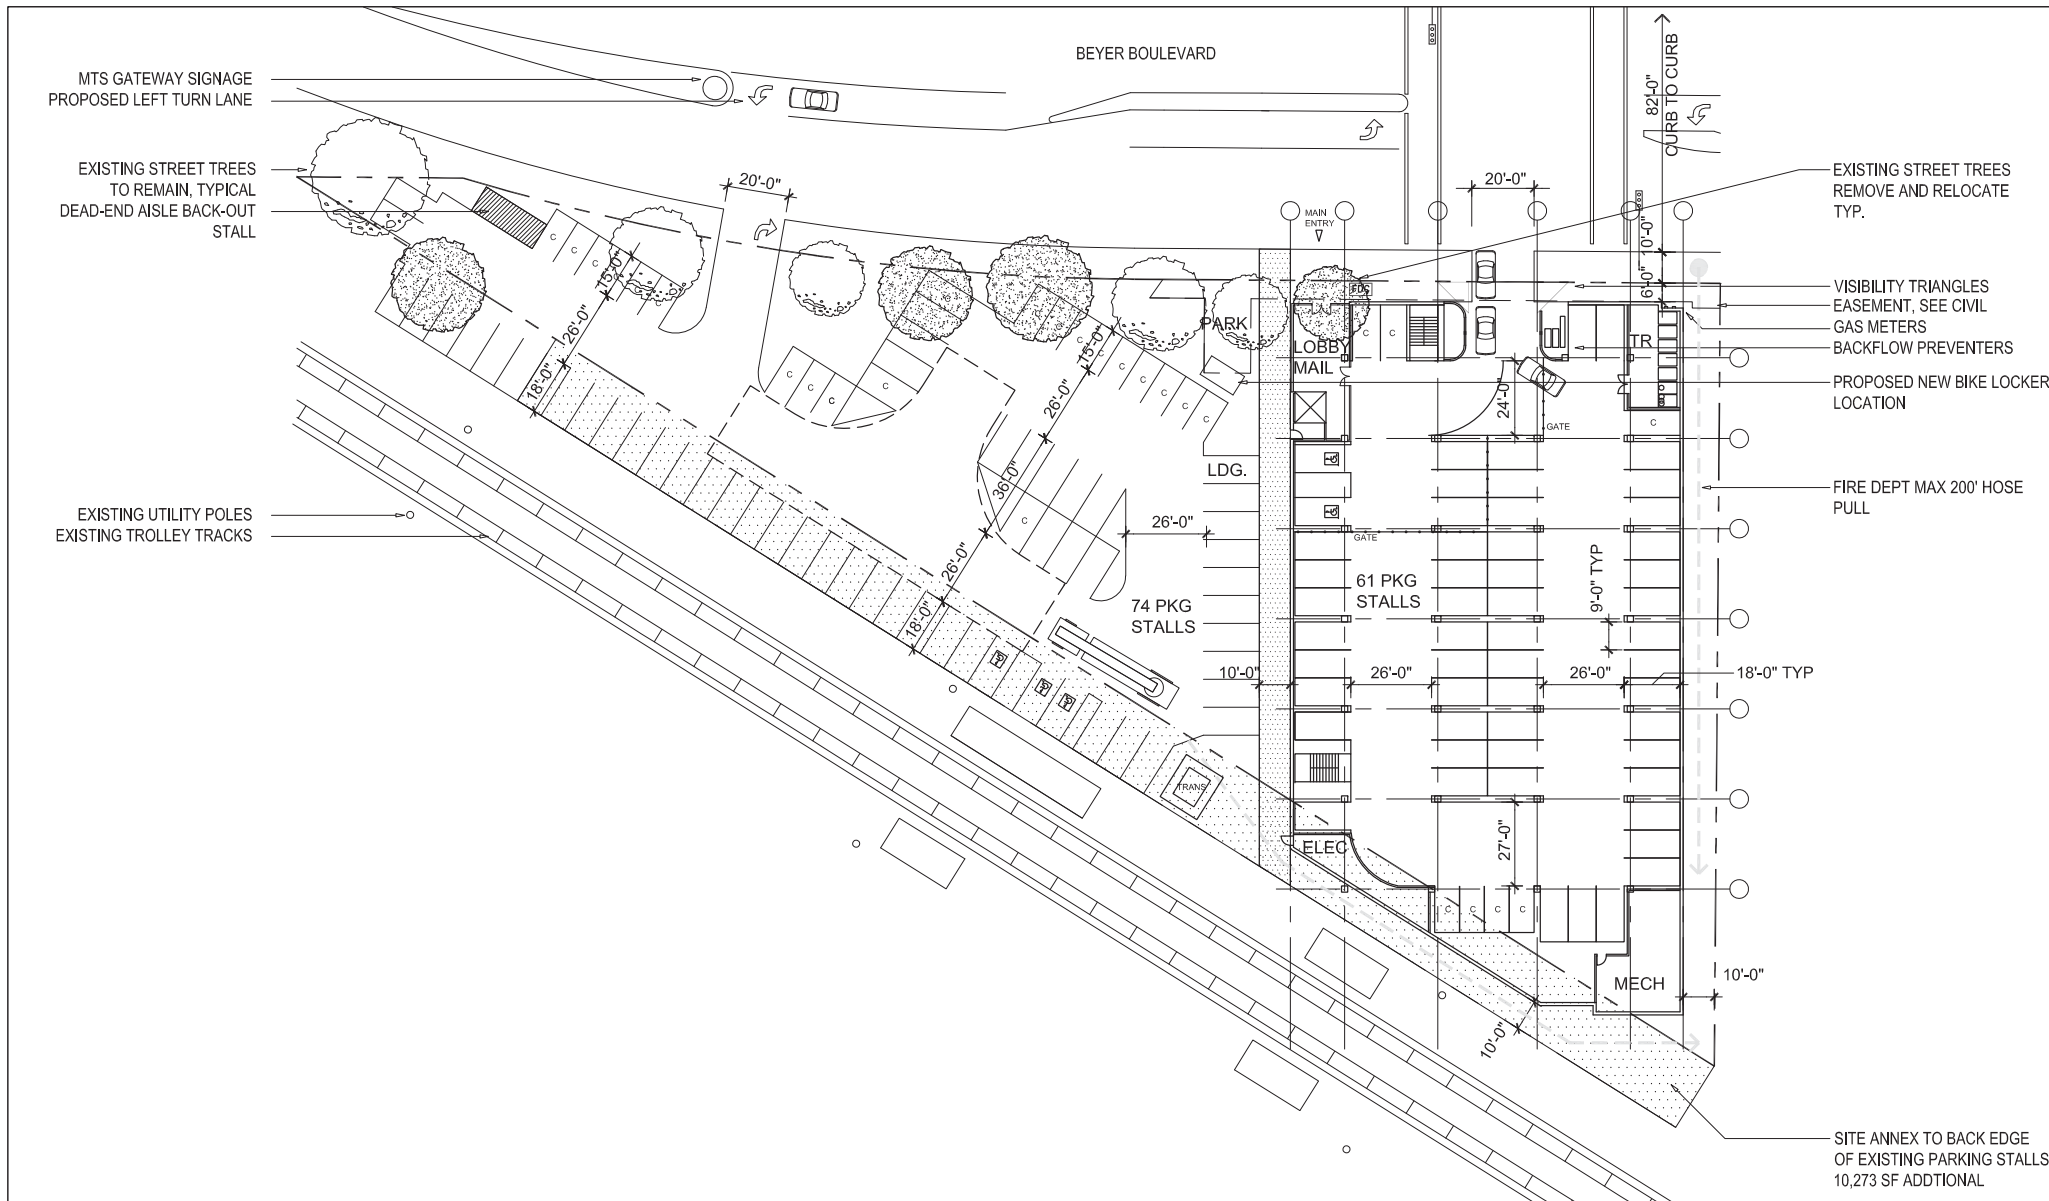 BEYER BOULEVARD
MTS GATEWAY SIGNAGE
PROPOSED LEFT TURN LANE
EXISTING STREET TREES
TO REMAIN, TYPICAL
DEAD-END AISLE BACK-OUT
STALL
EXISTING UTILITY POLES
EXISTING TROLLEY TRACKS
20'-0"
15'-0"
26'-0"
18'-0"
C
C
C
C
C
C
C
C
C
15'-0"
26'-0"
36'-0"
26'-0"
18'-0"
C
C
C
C
C
C
C
C
26'-0"
PARK
LDG.
74 PKG
STALLS
TRANS
10'-0"
MAIN
ENTRY
FDC
LOBBY
MAIL
C
C
20'-0"
82'-0"
CURB TO CURB
10'-0"
6'-0"
24'-0"
GATE
TR
C
GATE
61 PKG
STALLS
9'-0" TYP
26'-0"
26'-0"
18'-0" TYP
27'-0"
ELEC
C
C
C
C
MECH
10'-0"
10'-0"
EXISTING STREET TREES
REMOVE AND RELOCATE
TYP.
VISIBILITY TRIANGLES
EASEMENT, SEE CIVIL
GAS METERS
BACKFLOW PREVENTERS
PROPOSED NEW BIKE LOCKER
LOCATION
FIRE DEPT MAX 200' HOSE
PULL
SITE ANNEX TO BACK EDGE
OF EXISTING PARKING STALLS
10,273 SF ADDTIONAL